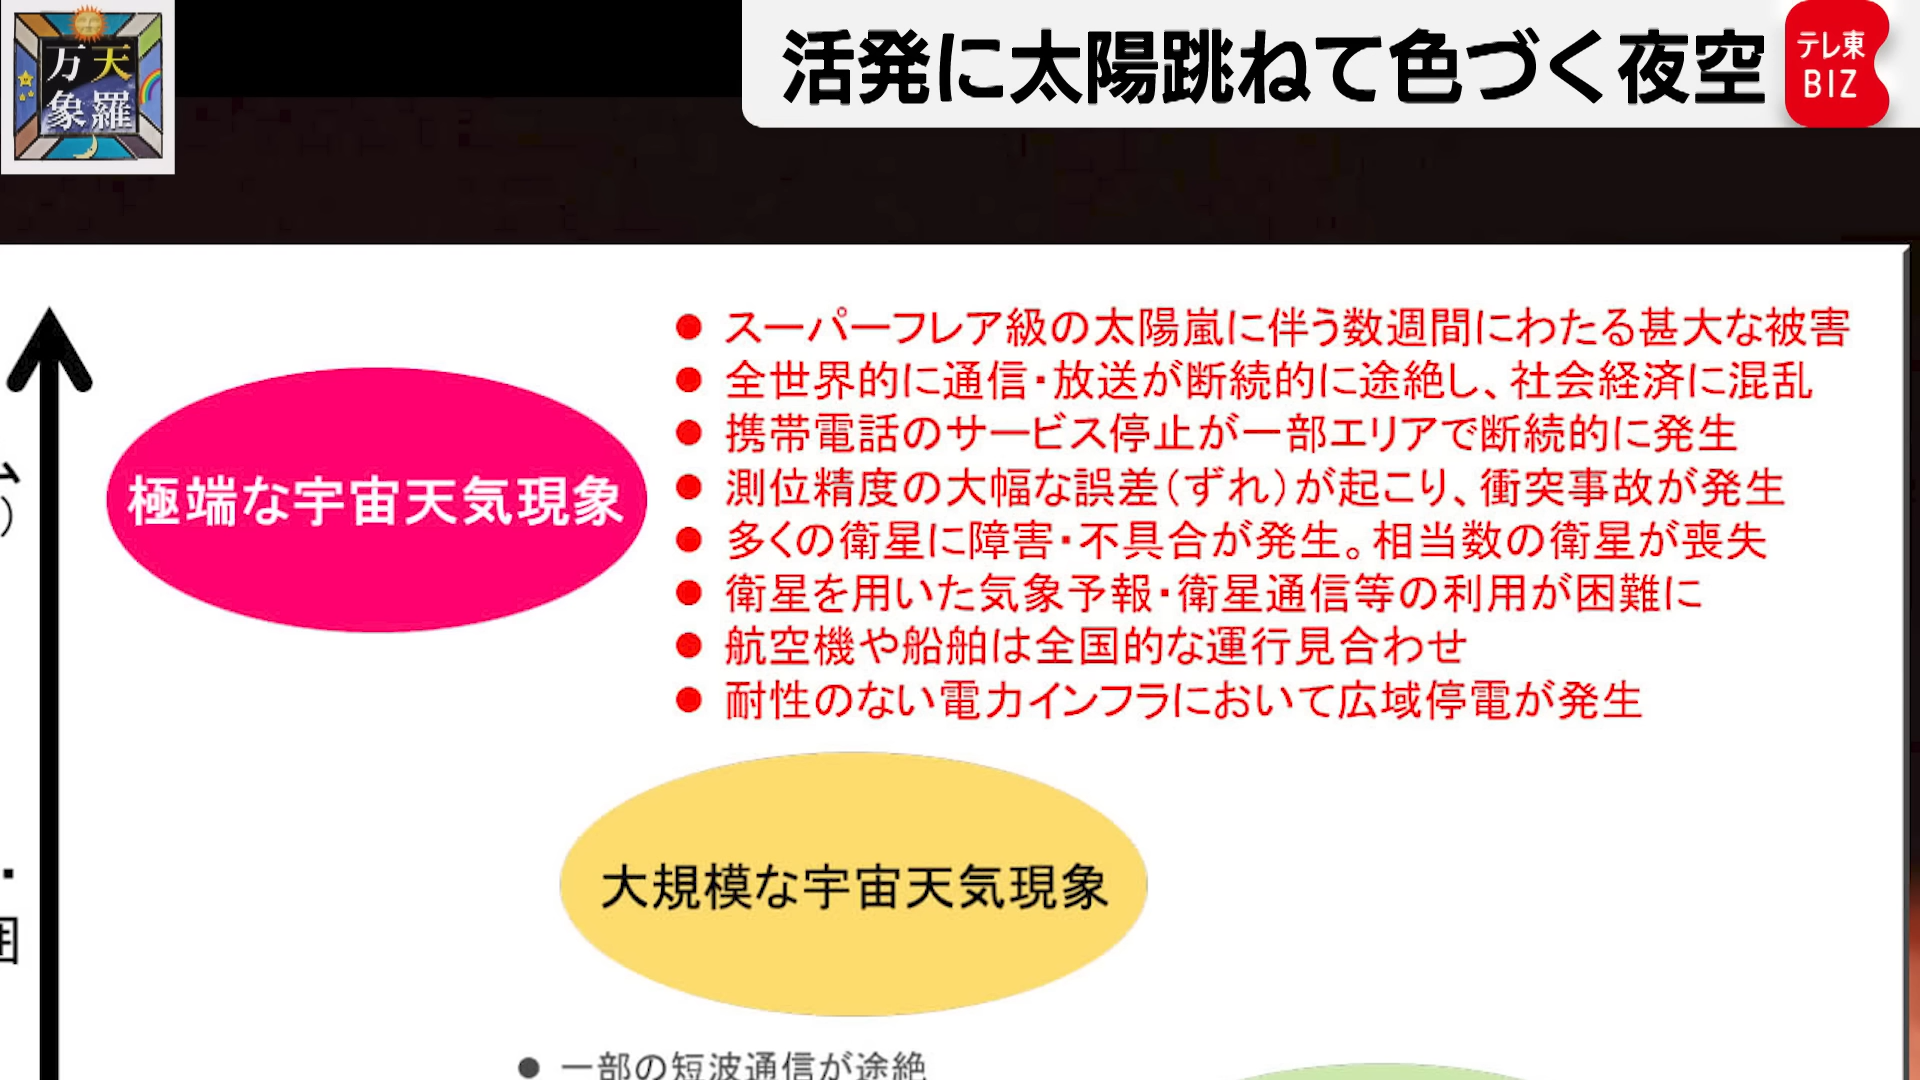 天羅
万象
活発に太陽跳ねて色づく夜空
テレ東
BIZ
● スーパーフレア級の太陽嵐に伴う数週間にわたる甚大な被害
● 全世界的に通信・放送が断続的に途絶し、社会経済に混乱
● 携帯電話のサービス停止が一部エリアで断続的に発生
● 測位精度の大幅な誤差（ずれ）が起こり、衝突事故が発生
● 多くの衛星に障害・不具合が発生。相当数の衛星が喪失
● 衛星を用いた気象予報・衛星通信等の利用が困難に
● 航空機や船舶は全国的な運行見合わせ
● 耐性のない電力インフラにおいて広域停電が発生
極端な宇宙天気現象
大規模な宇宙天気現象
● 一部の短波通信が途絶